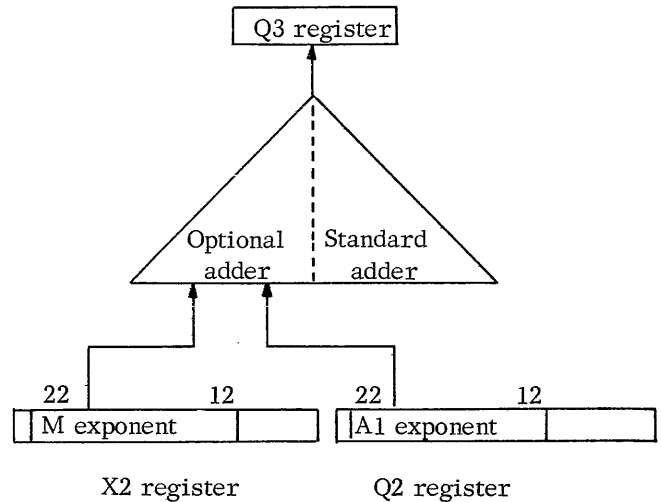 Q3 register
Optional Standard
adder adder
22 12 22 12
M exponent A1 exponent
X2 register Q2 register